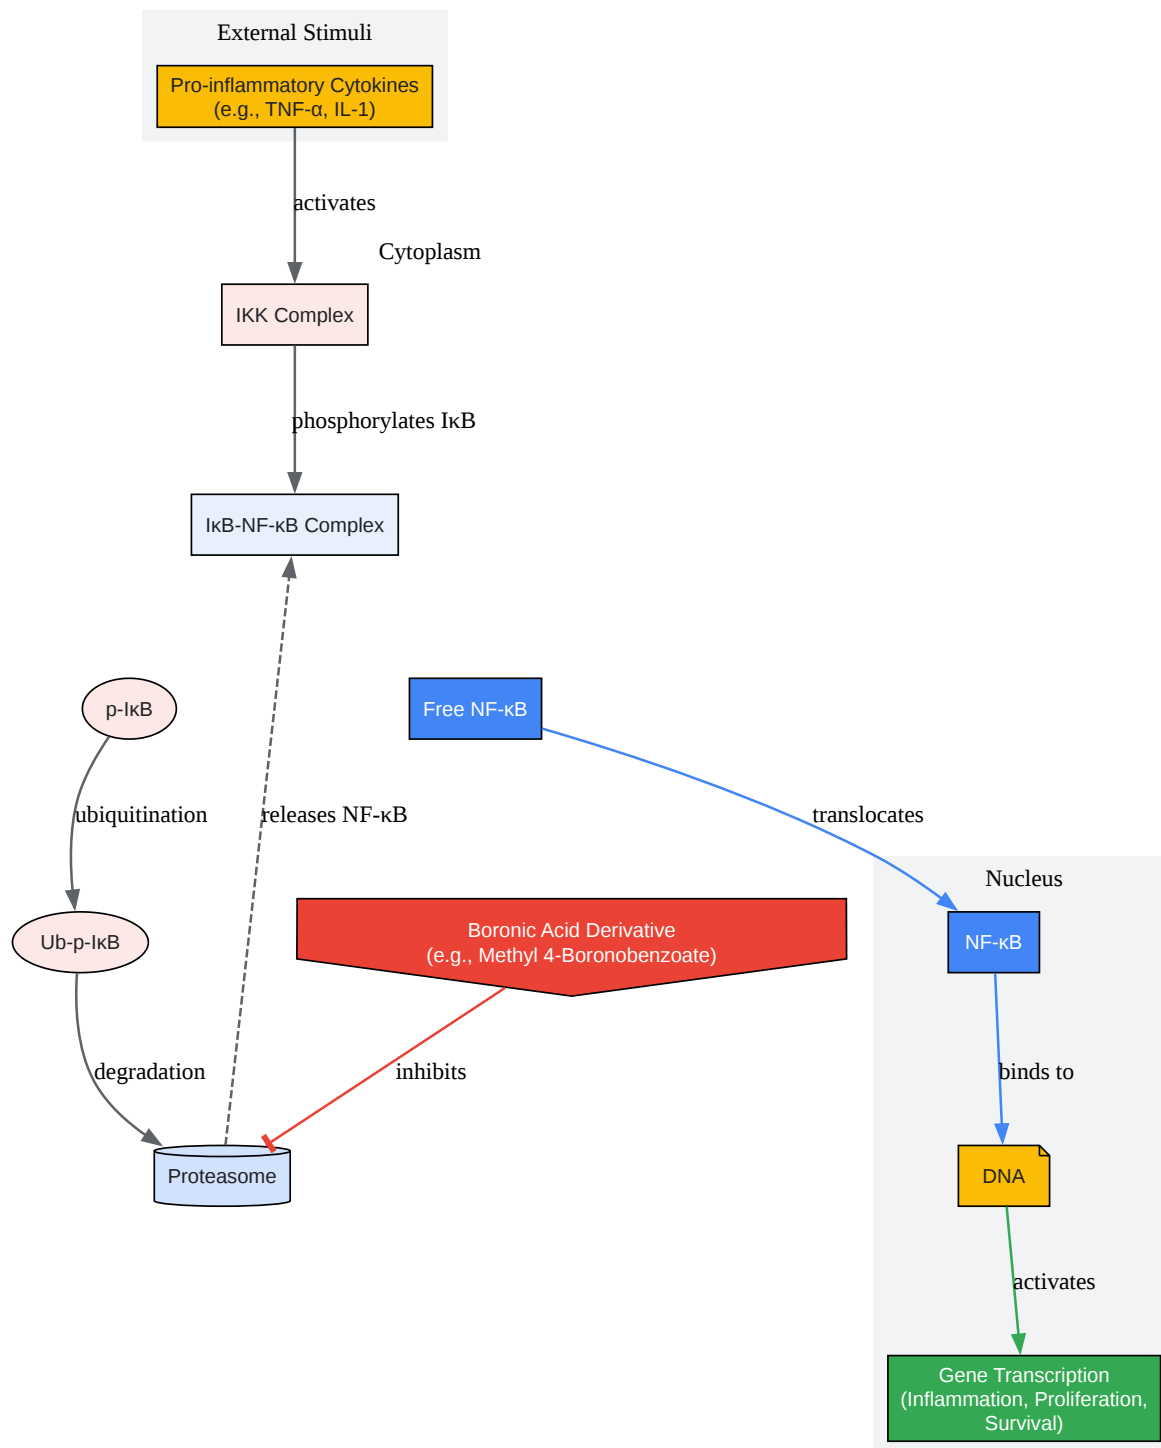 External Stimuli
Pro-inflammatory Cytokines
(e.g., TNF-α, IL-1)
activates
Cytoplasm
IKK Complex
phosphorylates IκB
IκB-NF-κB Complex
p-IκB
Free NF-κB
ubiquitination
releases NF-κB
translocates
Nucleus
Ub-p-IκB
Boronic Acid Derivative
(e.g., Methyl 4-Boronobenzoate)
NF-κB
degradation
inhibits
binds to
Proteasome
DNA
activates
Gene Transcription
(Inflammation, Proliferation,
Survival)